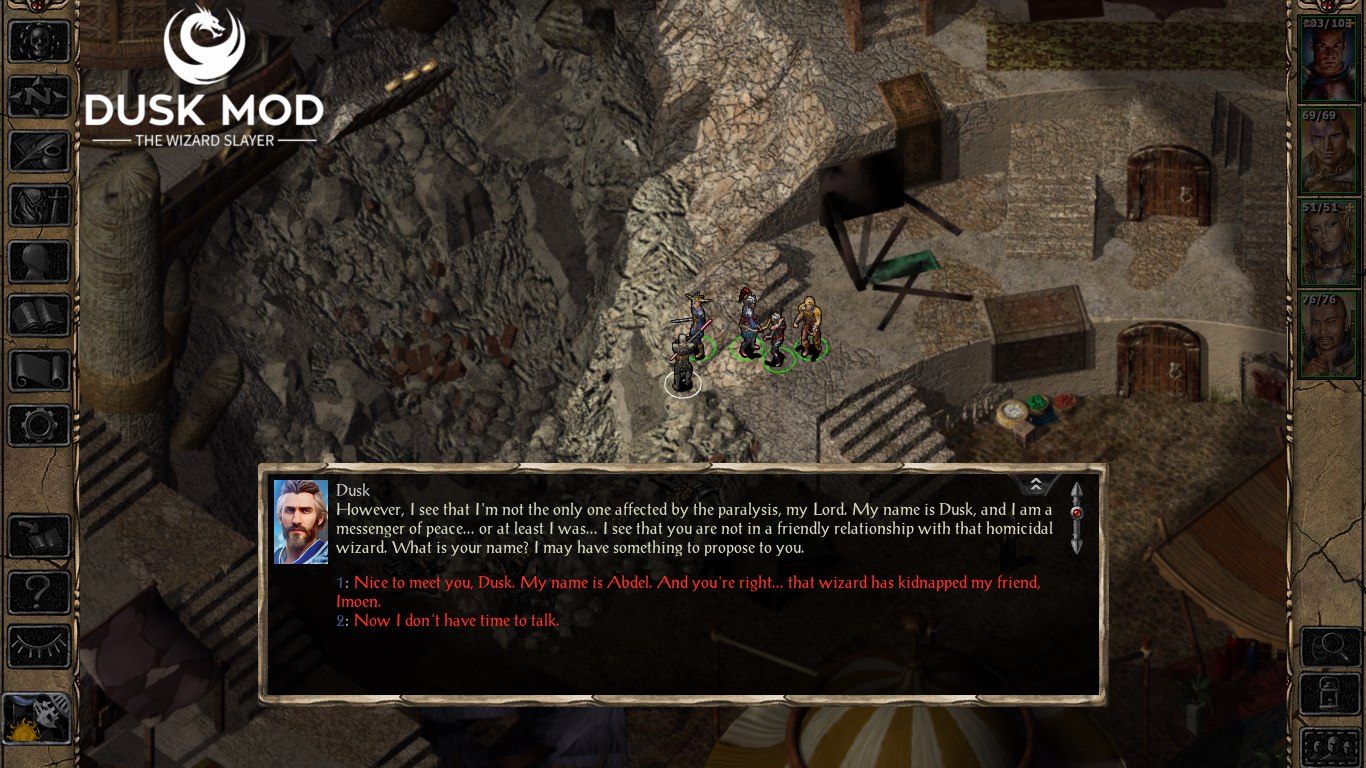 DUSK MOD
THE WIZARD SLAYER
69/69
51/51
76/76
Dusk
However, I see that I'm not the only one affected by the paralysis, my Lord. My name is Dusk, and I am a
messenger of peace... or at least I was... I see that you are not in a friendly relationship with that homicidal
wizard. What is your name? I may have something to propose to you.
1: Nice to meet you, Dusk. My name is Abdel. And you're right... that wizard has kidnapped my friend,
Imoen.
2: Now I don't have time to talk.